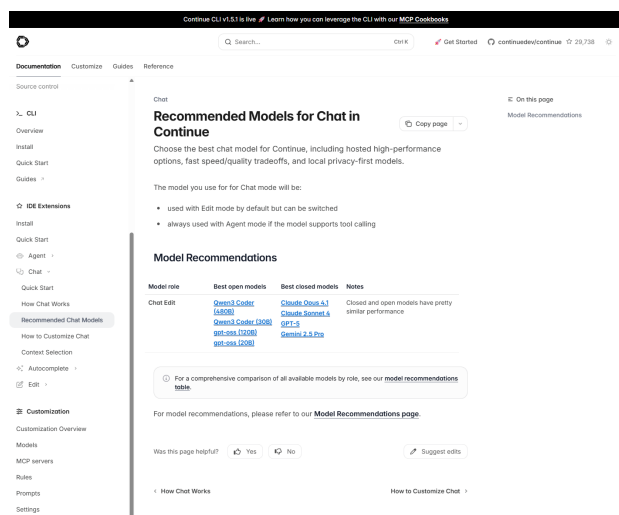 Continue CLI v1.5.1 is live 🚀 Learn how you can leverage the CLI with our MCP Cookbooks
Search...
Ctrl K
🚀 Get Started
continuedev/continue ☆ 29,738
Documentation
Customize
Guides
Reference
Source control
CLI
Overview
Install
Quick Start
Guides
IDE Extensions
Install
Quick Start
Agent
Chat
Quick Start
How Chat Works
Recommended Chat Models
How to Customize Chat
Context Selection
Autocomplete
Edit
Customization
Customization Overview
Models
MCP servers
Rules
Prompts
Settings
Chat
Recommended Models for Chat in
Continue
Copy page
Choose the best chat model for Continue, including hosted high-performance
options, fast speed/quality tradeoffs, and local privacy-first models.
The model you use for for Chat mode will be:
• used with Edit mode by default but can be switched
• always used with Agent mode if the model supports tool calling
Model Recommendations
Model role
Best open models
Best closed models
Notes
Chat Edit
Qwen3 Coder
(480B)
Qwen3 Coder (30B)
gpt-oss (120B)
gpt-oss (20B)
Claude Opus 4.1
Claude Sonnet 4
GPT-5
Gemini 2.5 Pro
Closed and open models have pretty
similar performance
For a comprehensive comparison of all available models by role, see our model recommendations
table.
For model recommendations, please refer to our Model Recommendations page.
Was this page helpful?
Yes
No
Suggest edits
How Chat Works
How to Customize Chat
On this page
Model Recommendations